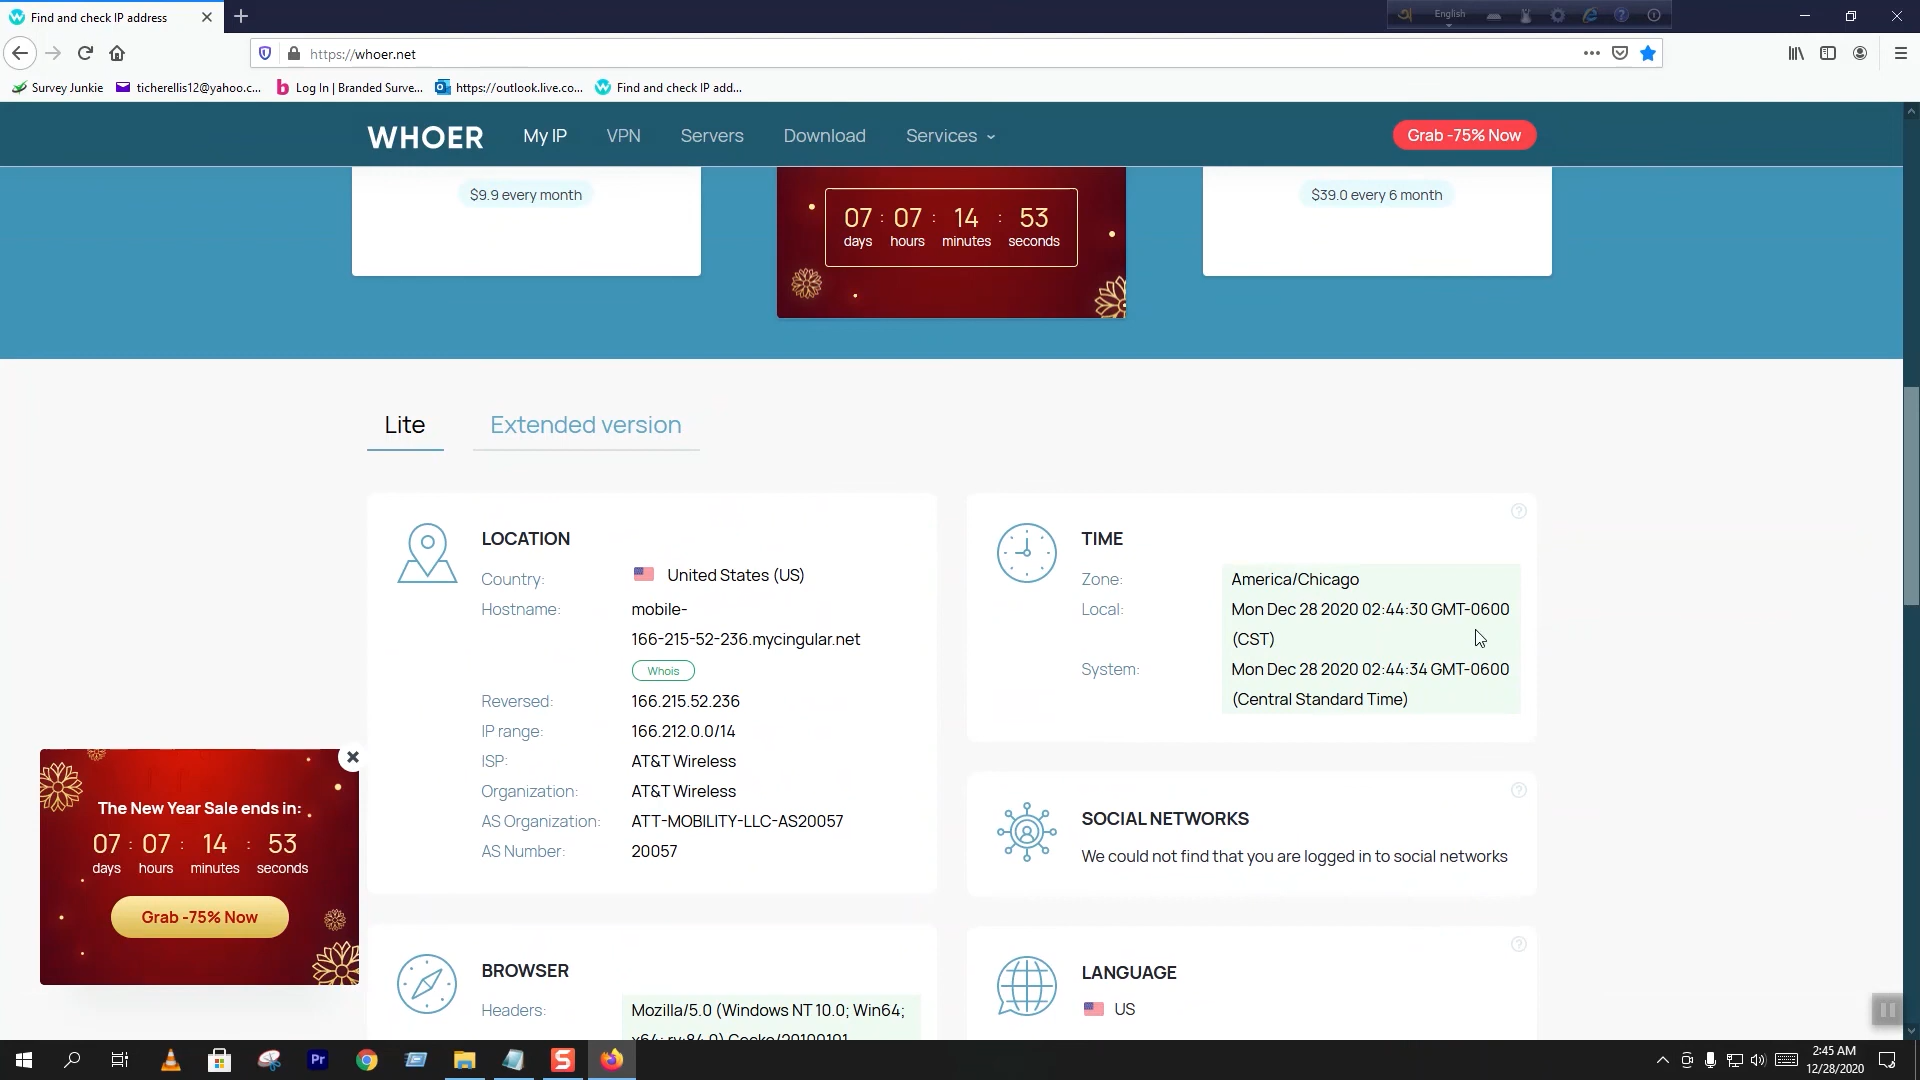 Find and check IP address
English
https://whoer.net
Survey Junkie
ticherellis12@yahoo.c...
Log In | Branded Surve...
https://outlook.live.co...
Find and check IP add...
WHOER
My IP
VPN
Servers
Download
Services
Grab -75% Now
$9.9 every month
07 : 07 : 14 : 53
days hours minutes seconds
$39.0 every 6 month
Lite
Extended version
LOCATION
Country: United States (US)
Hostname: mobile-
166-215-52-236.mycingular.net
Whois
Reversed: 166.215.52.236
IP range: 166.212.0.0/14
ISP: AT&T Wireless
Organization: AT&T Wireless
AS Organization: ATT-MOBILITY-LLC-AS20057
AS Number: 20057
TIME
Zone: America/Chicago
Local: Mon Dec 28 2020 02:44:30 GMT-0600
(CST)
System: Mon Dec 28 2020 02:44:34 GMT-0600
(Central Standard Time)
SOCIAL NETWORKS
We could not find that you are logged in to social networks
The New Year Sale ends in:
07 : 07 : 14 : 53
days hours minutes seconds
Grab -75% Now
BROWSER
Headers: Mozilla/5.0 (Windows NT 10.0; Win64;
x64; rv:84.0) Gecko/20100101
LANGUAGE
US
Pr
S
2:45 AM
12/28/2020